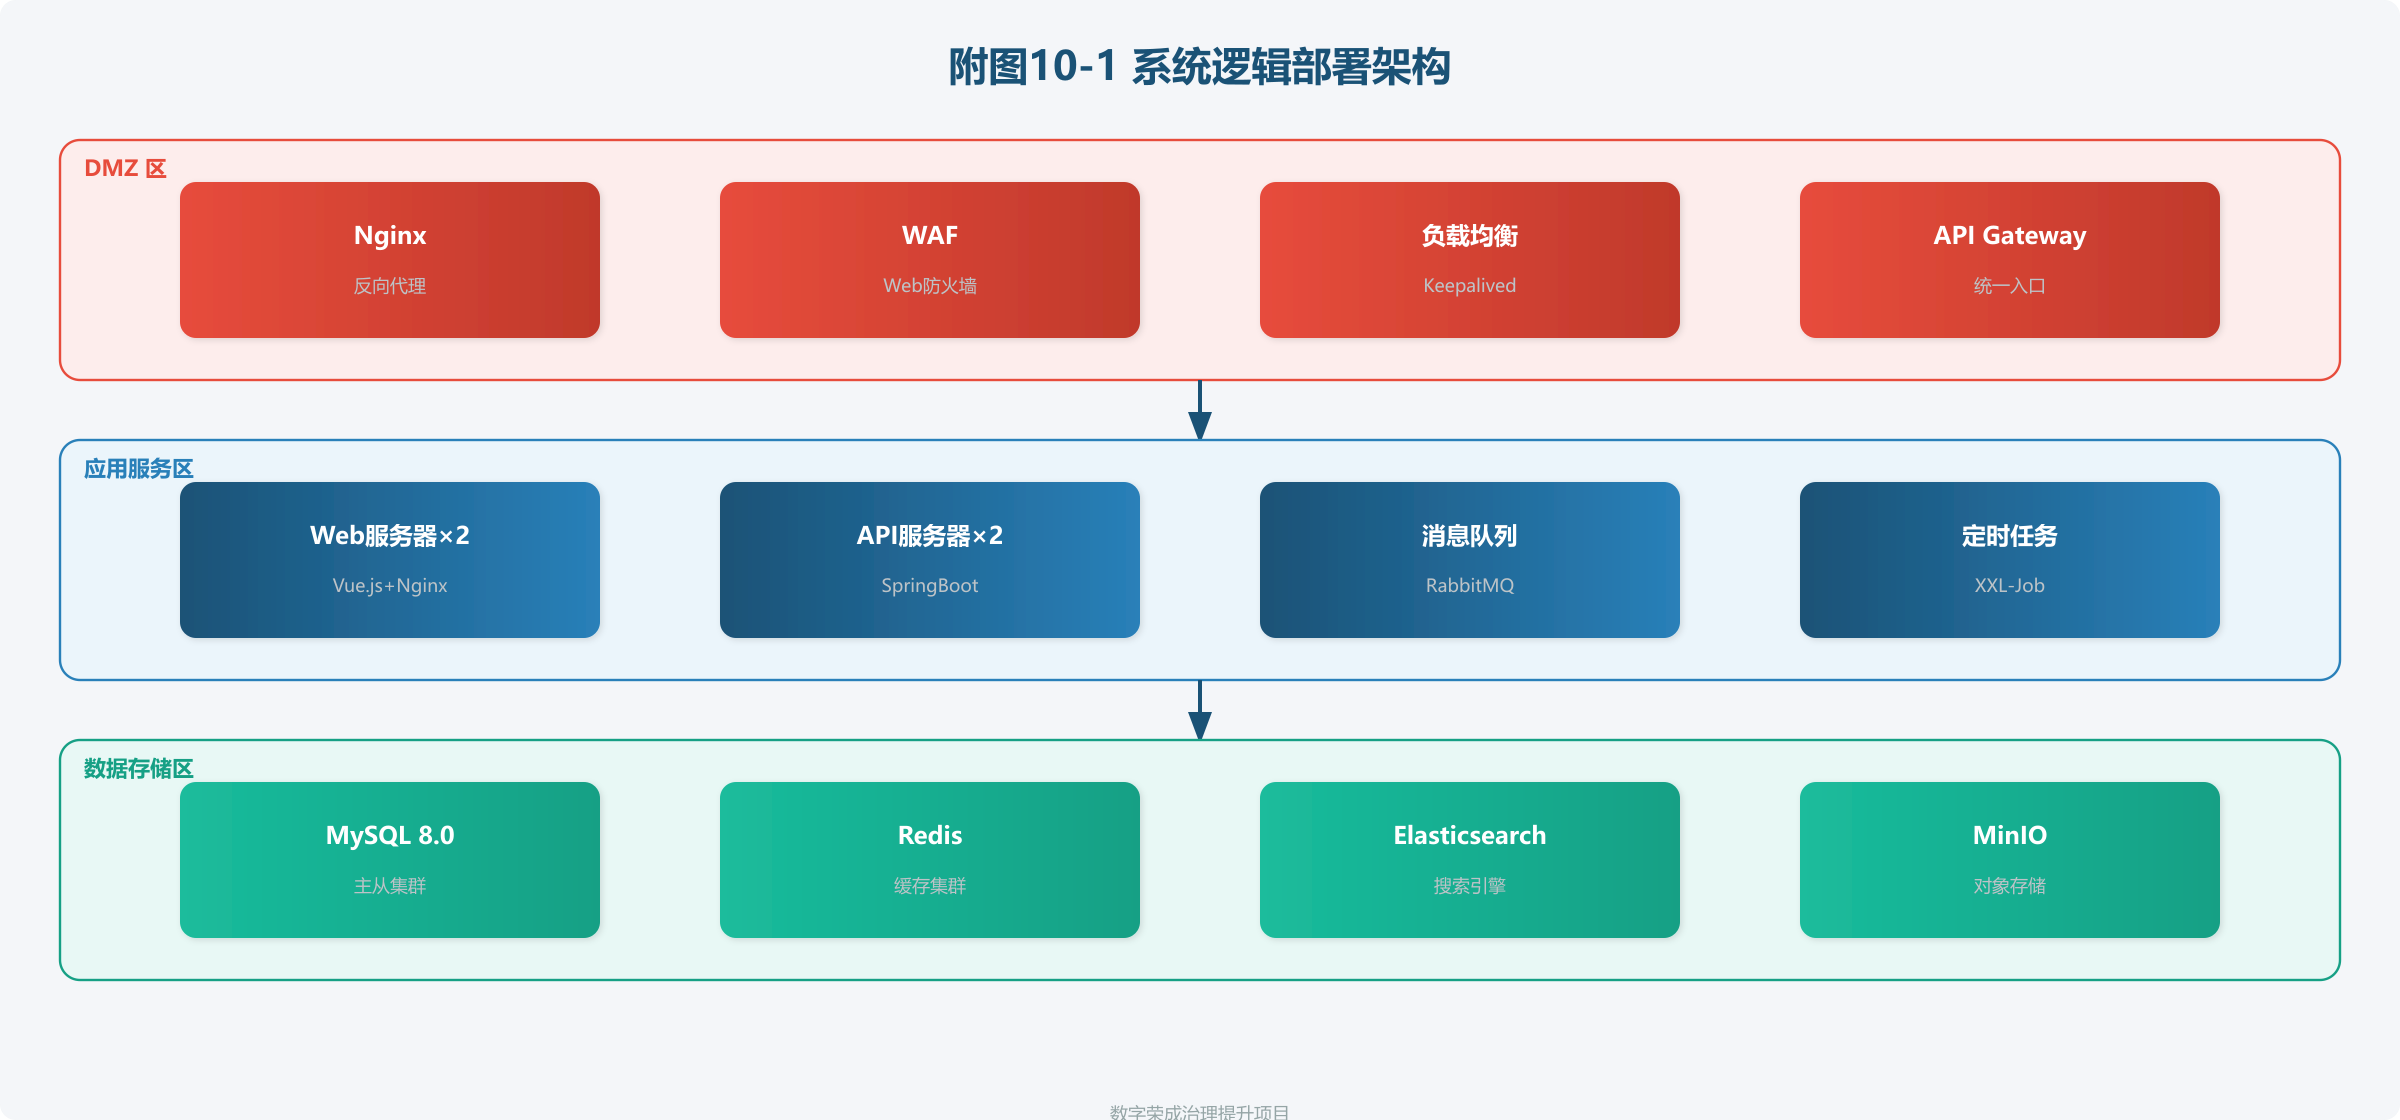 附图10-1 系统逻辑部署架构
DMZ 区
Nginx
反向代理
WAF
Web防火墙
负载均衡
Keepalived
API Gateway
统一入口
应用服务区
Web服务器×2
Vue.js+Nginx
API服务器×2
SpringBoot
消息队列
RabbitMQ
定时任务
XXL-Job
数据存储区
MySQL 8.0
主从集群
Redis
缓存集群
Elasticsearch
搜索引擎
MinIO
对象存储
数字荣成治理提升项目